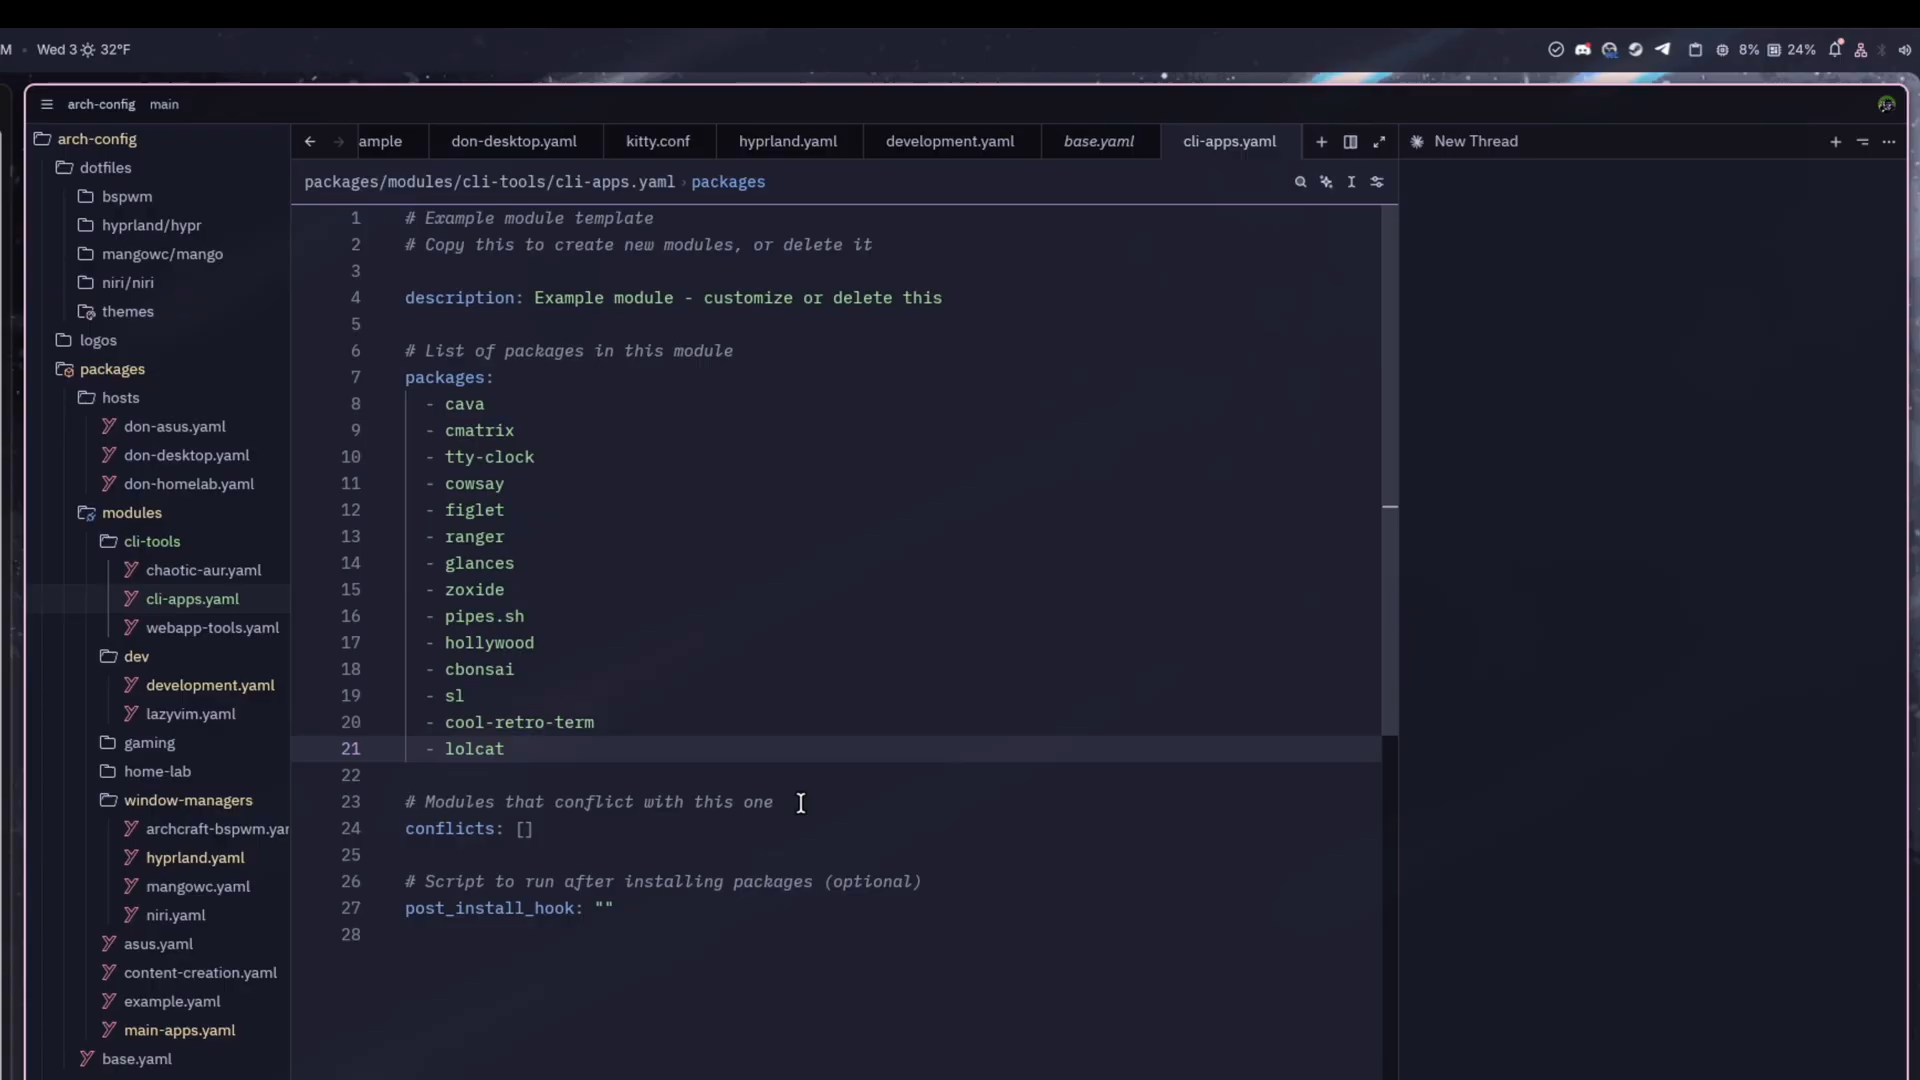 M • Wed 3 32°F
8% 24%
arch-config main
arch-config
dotfiles
bspwm
hyprland/hypr
mangowc/mango
niri/niri
themes
logos
packages
hosts
don-asus.yaml
don-desktop.yaml
don-homelab.yaml
modules
cli-tools
chaotic-aur.yaml
cli-apps.yaml
webapp-tools.yaml
dev
development.yaml
lazyvim.yaml
gaming
home-lab
window-managers
archcraft-bspwm.yar
hyprland.yaml
mangowc.yaml
niri.yaml
asus.yaml
content-creation.yaml
example.yaml
main-apps.yaml
base.yaml
ample don-desktop.yaml kitty.conf hyprland.yaml development.yaml base.yaml cli-apps.yaml
packages/modules/cli-tools/cli-apps.yaml › packages
1 # Example module template
2 # Copy this to create new modules, or delete it
3
4 description: Example module - customize or delete this
5
6 # List of packages in this module
7 packages:
8 - cava
9 - cmatrix
10 - tty-clock
11 - cowsay
12 - figlet
13 - ranger
14 - glances
15 - zoxide
16 - pipes.sh
17 - hollywood
18 - cbonsai
19 - sl
20 - cool-retro-term
21 - lolcat
22
23 # Modules that conflict with this one
24 conflicts: []
25
26 # Script to run after installing packages (optional)
27 post_install_hook: ""
28
New Thread